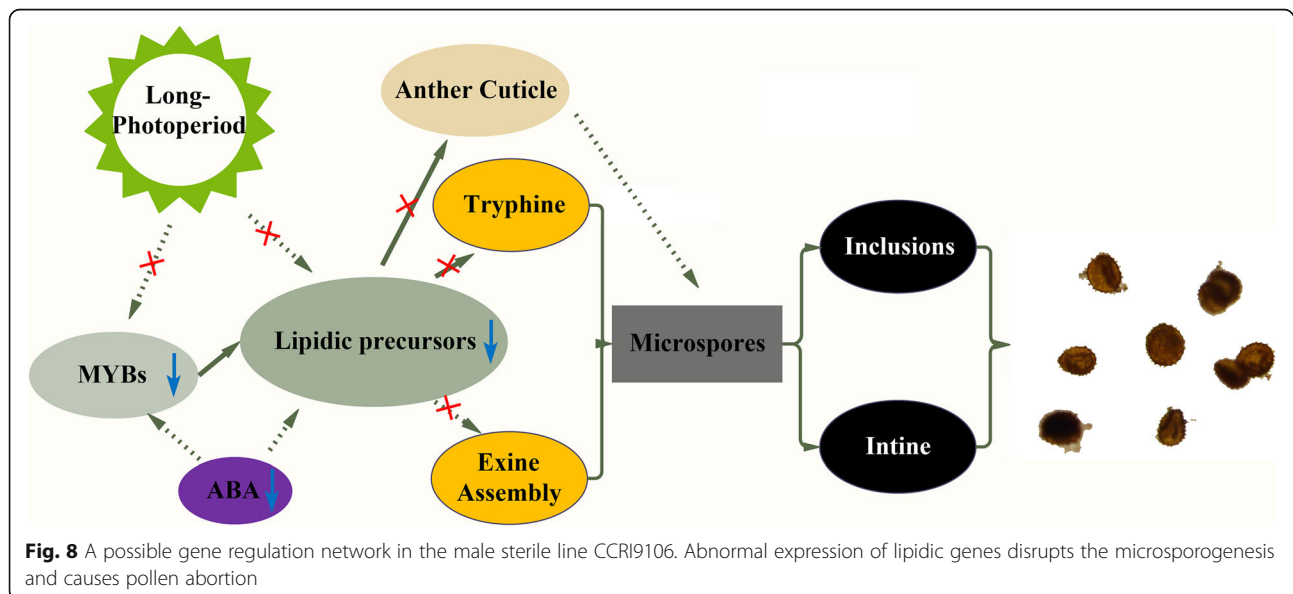 Long-
Photoperiod
Anther Cuticle
Tryphine
Inclusions
Lipidic precursors
Microspores
MYBs
ABA
Exine
Assembly
Intine
Fig. 8 A possible gene regulation network in the male sterile line CCRI9106. Abnormal expression of lipidic genes disrupts the microsporogenesis
and causes pollen abortion